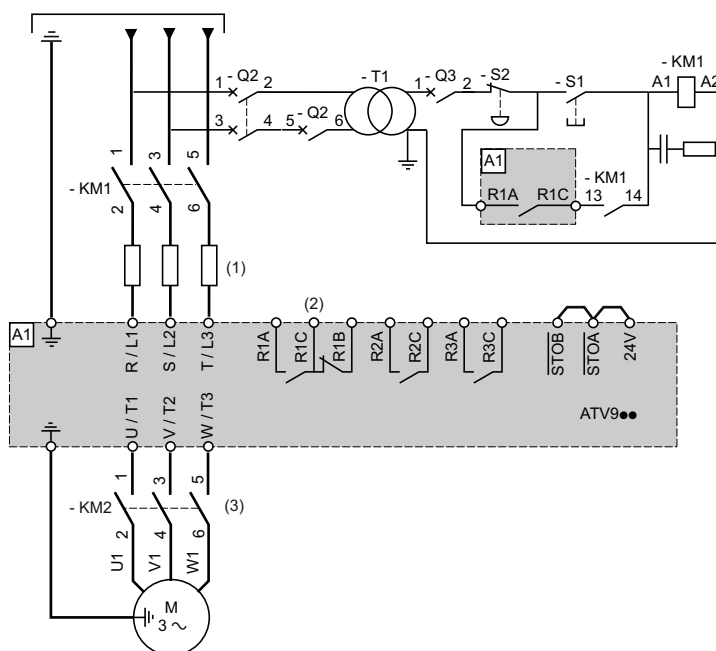 - Q2
1
2
- T1
- Q3
1
2
- S2
- S1
- KM1
A1
A2
3
4
5
- Q2
6
1
3
5
- KM1
2
4
6
A1
R1A
R1C
- KM1
13
14
(1)
(2)
A1
R / L1
S / L2
T / L3
R1A
R1C
R1B
R2A
R2C
R3A
R3C
STOB
STOA
24V
U / T1
V / T2
W / T3
ATV9●●
1
3
5
- KM2
(3)
2
4
6
U1
V1
W1
M
3 ~